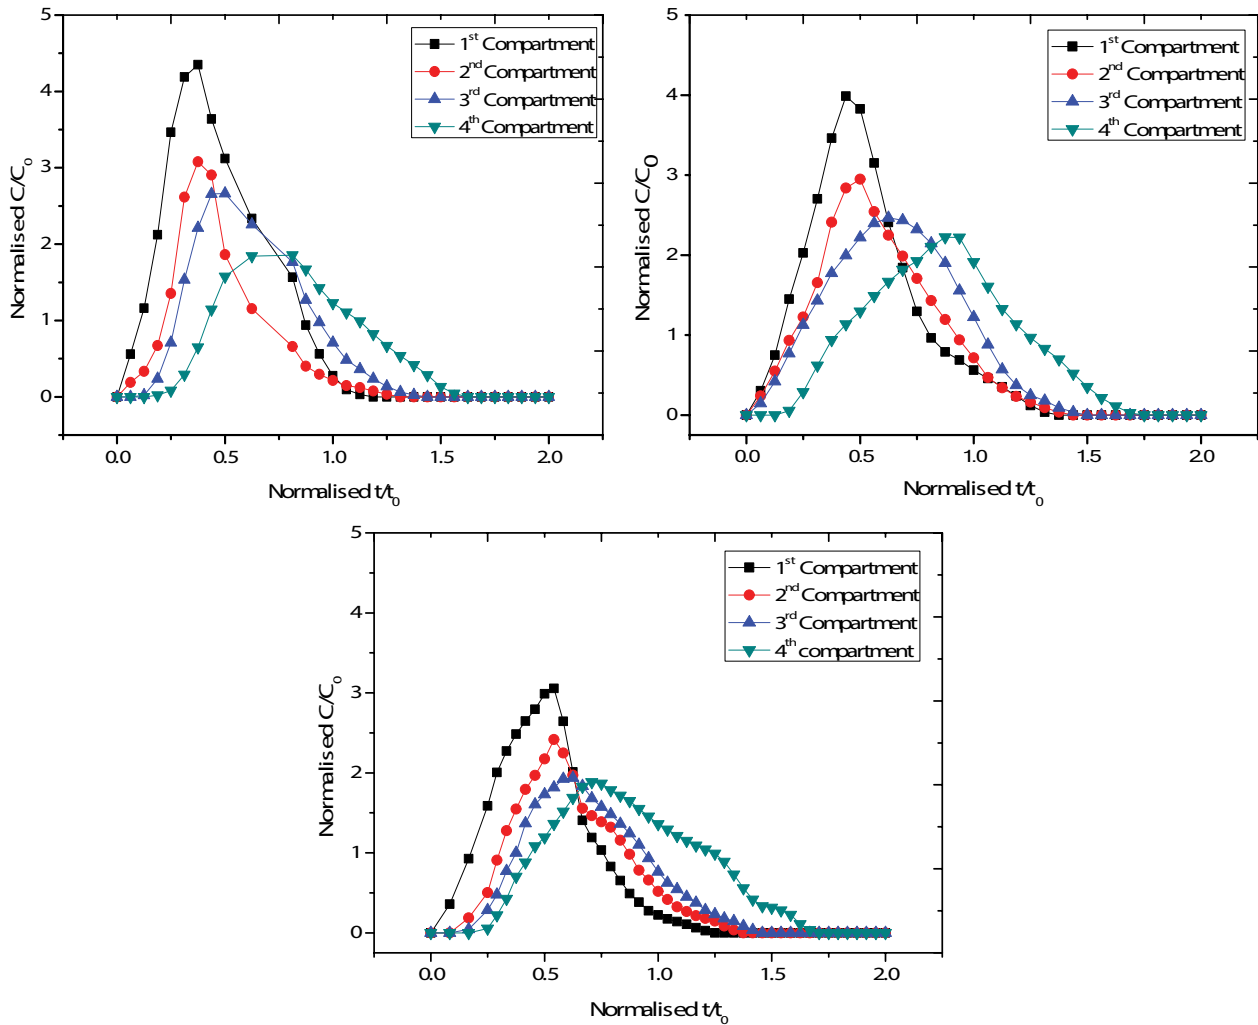 5
4
3
2
1
0
Normalised C/C₀
0.0 0.5 1.0 1.5 2.0
Normalised t/t₀
1ˢᵗ Compartment
2ⁿᵈ Compartment
3ʳᵈ Compartment
4ᵗʰ Compartment
5
4
3
2
1
0
Normalised C/C0
0.0 0.5 1.0 1.5 2.0
Normalised t/t₀
1ˢᵗ Compartment
2ⁿᵈ Compartment
3ʳᵈ Compartment
4ᵗʰ Compartment
5
4
3
2
1
0
Normalised C/C₀
0.0 0.5 1.0 1.5 2.0
Normalised t/t₀
1ˢᵗ Compartment
2ⁿᵈ Compartment
3ʳᵈ Compartment
4ᵗʰ compartment